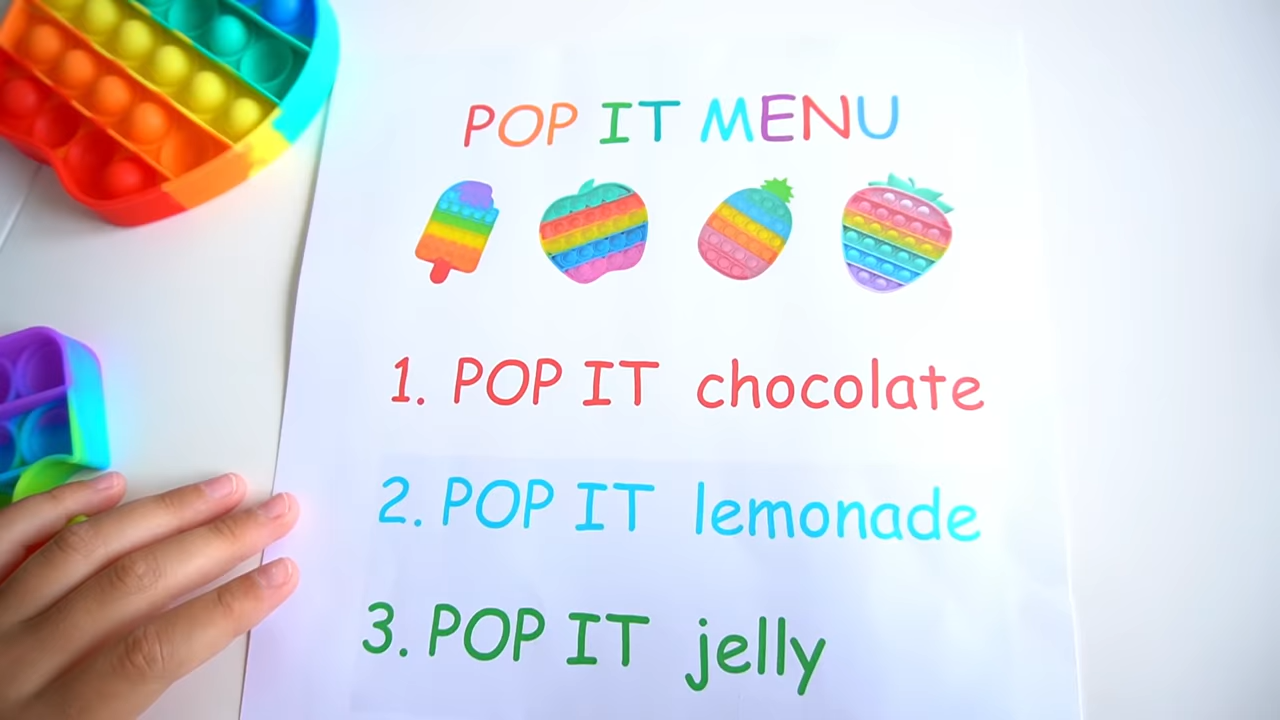 POP IT MENU
1. POP IT chocolate
2. POP IT lemonade
3. POP IT jelly